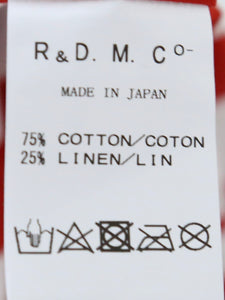 R & D. M. Co-
MADE IN JAPAN
75% COTTON/COTON
25% LINEN/LIN